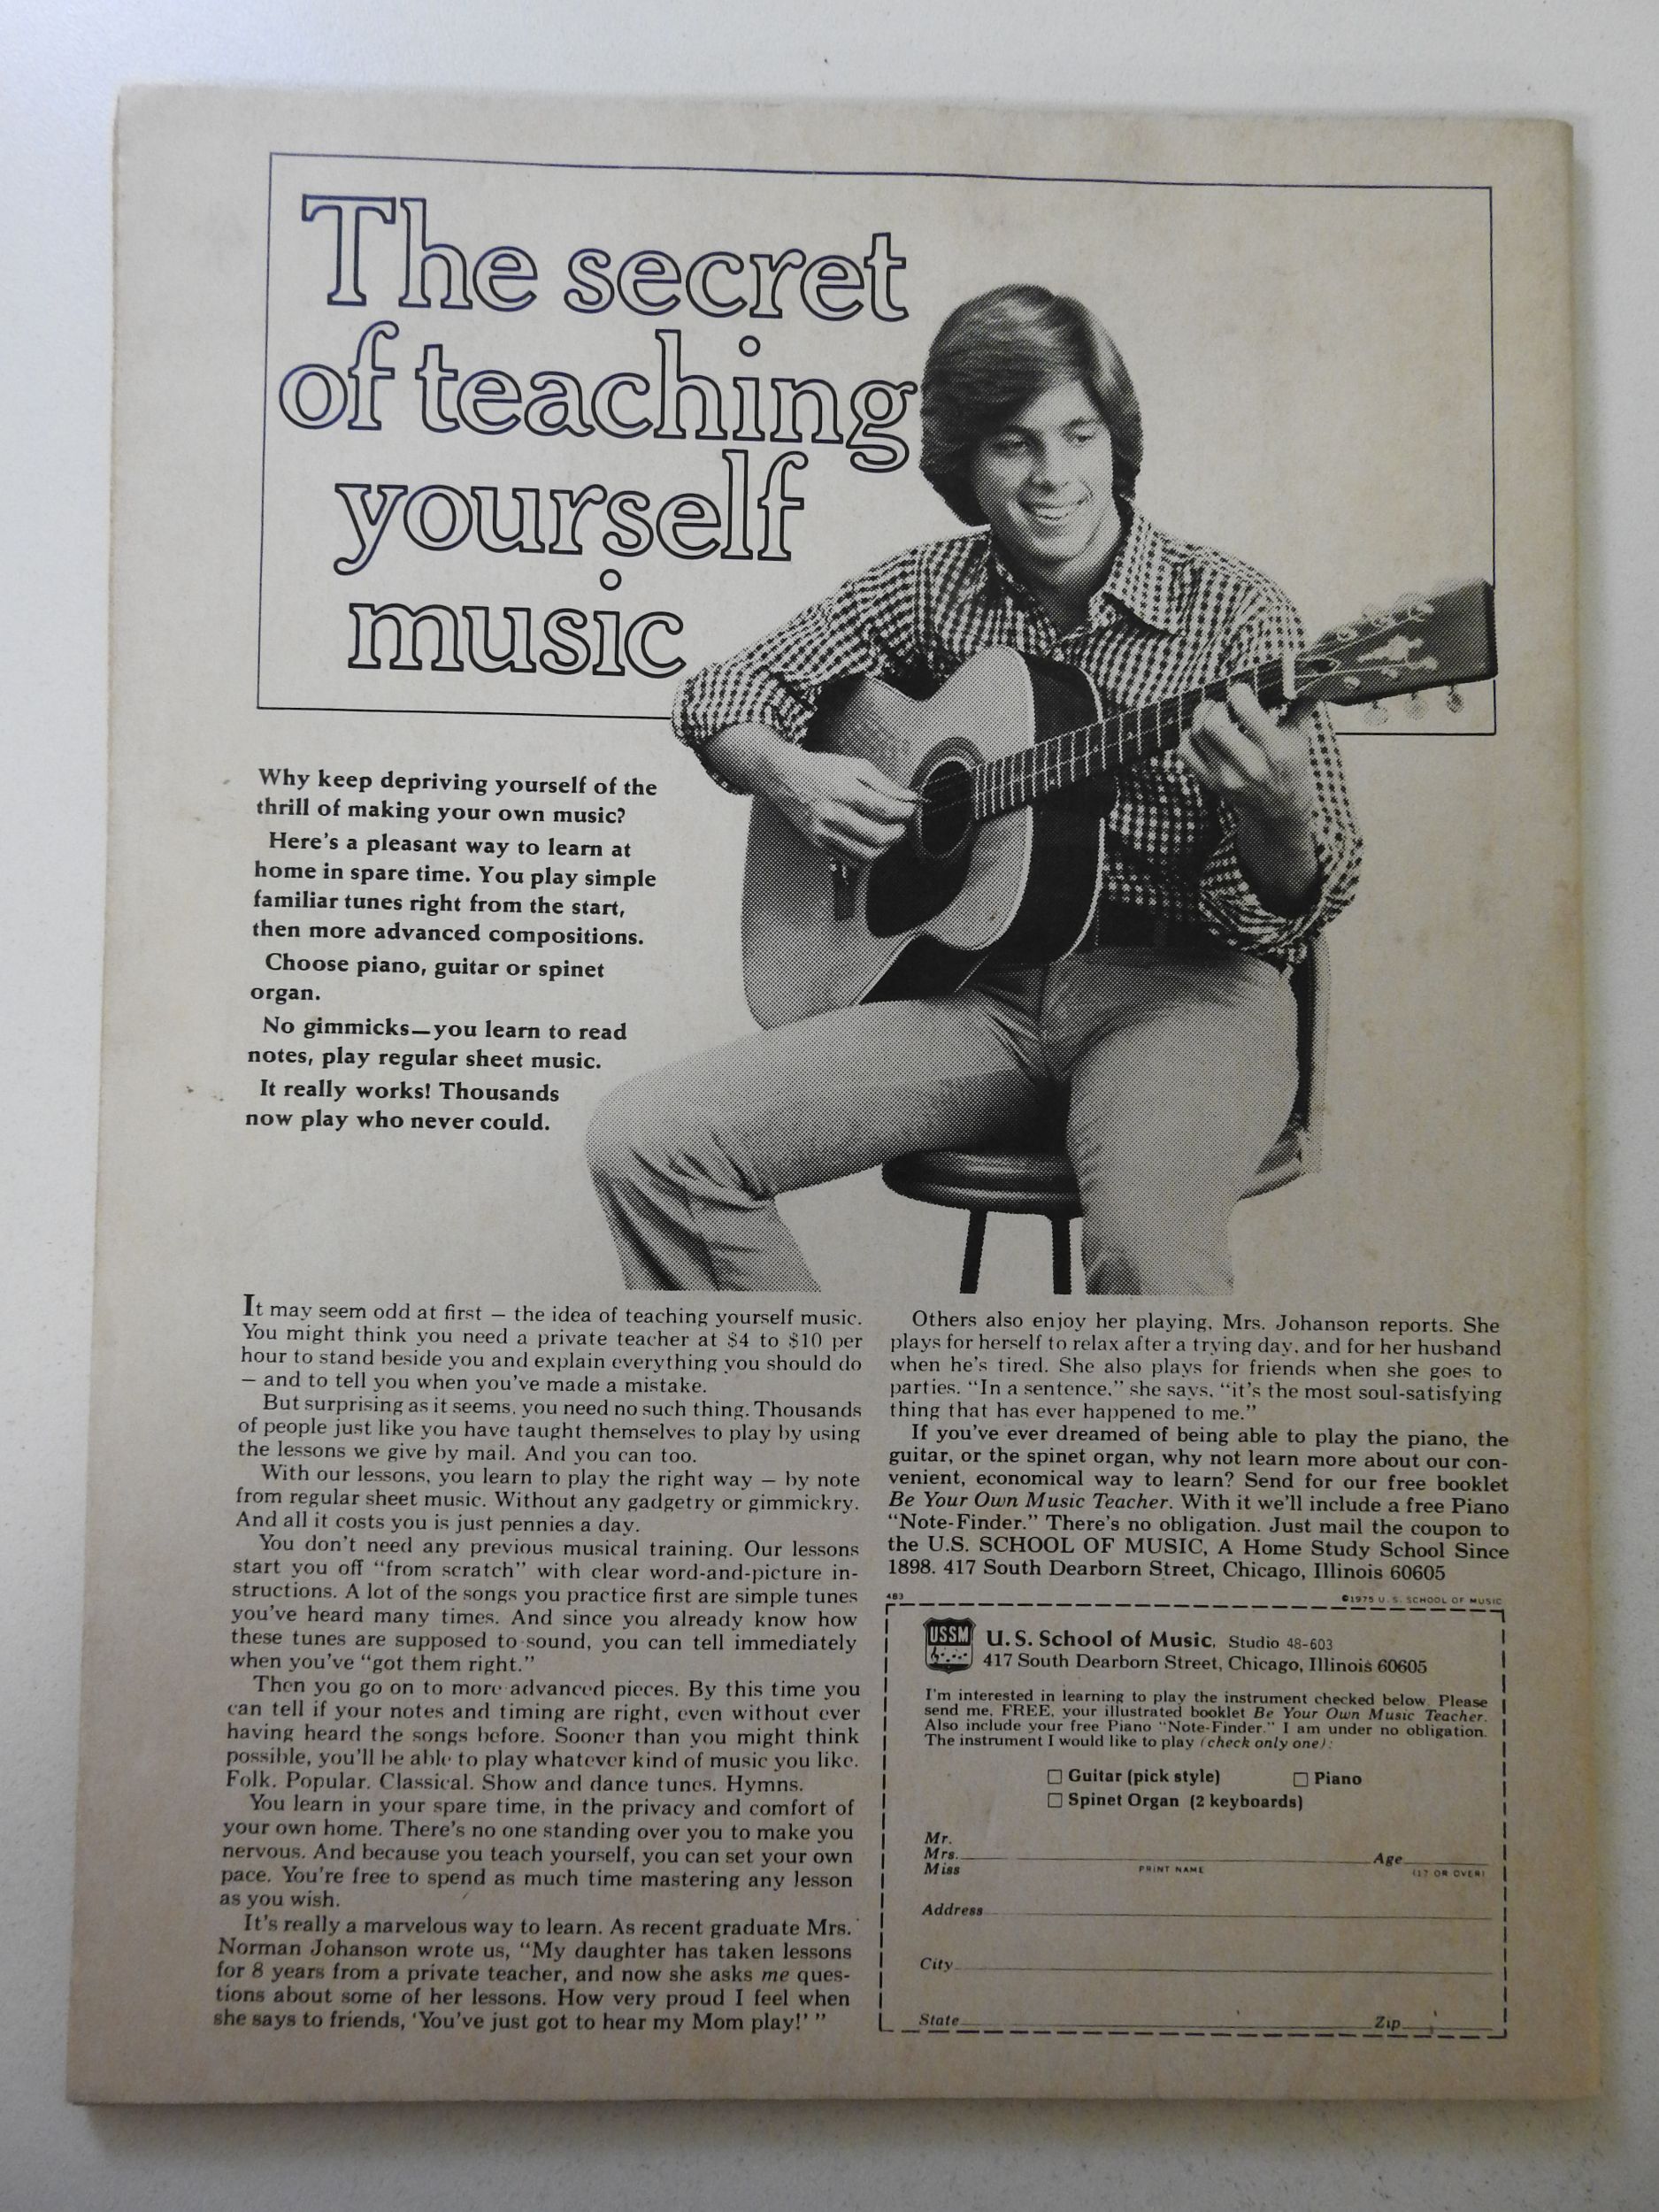 The secret
of teaching
yourself
music
Why keep depriving yourself of the
thrill of making your own music?
Here's a pleasant way to learn at
home in spare time. You play simple
familiar tunes right from the start,
then more advanced compositions.
Choose piano, guitar or spinet
organ.
No gimmicks—you learn to read
notes, play regular sheet music.
It really works! Thousands
now play who never could.
It may seem odd at first — the idea of teaching yourself music.
You might think you need a private teacher at $4 to $10 per
hour to stand beside you and explain everything you should do
— and to tell you when you've made a mistake.
But surprising as it seems, you need no such thing. Thousands
of people just like you have taught themselves to play by using
the lessons we give by mail. And you can too.
With our lessons, you learn to play the right way — by note
from regular sheet music. Without any gadgetry or gimmickry.
And all it costs you is just pennies a day.
You don't need any previous musical training. Our lessons
start you off "from scratch" with clear word-and-picture in-
structions. A lot of the songs you practice first are simple tunes
you've heard many times. And since you already know how
these tunes are supposed to sound, you can tell immediately
when you've "got them right."
Then you go on to more advanced pieces. By this time you
can tell if your notes and timing are right, even without ever
having heard the songs before. Sooner than you might think
possible, you'll be able to play whatever kind of music you like.
Folk. Popular. Classical. Show and dance tunes. Hymns.
You learn in your spare time, in the privacy and comfort of
your own home. There's no one standing over you to make you
nervous. And because you teach yourself, you can set your own
pace. You're free to spend as much time mastering any lesson
as you wish.
It's really a marvelous way to learn. As recent graduate Mrs.
Norman Johanson wrote us, "My daughter has taken lessons
for 8 years from a private teacher, and now she asks me ques-
tions about some of her lessons. How very proud I feel when
she says to friends, 'You've just got to hear my Mom play!' "
Others also enjoy her playing, Mrs. Johanson reports. She
plays for herself to relax after a trying day, and for her husband
when he's tired. She also plays for friends when she goes to
parties. "In a sentence," she says, "it's the most soul-satisfying
thing that has ever happened to me."
If you've ever dreamed of being able to play the piano, the
guitar, or the spinet organ, why not learn more about our con-
venient, economical way to learn? Send for our free booklet
Be Your Own Music Teacher. With it we'll include a free Piano
"Note-Finder." There's no obligation. Just mail the coupon to
the U.S. SCHOOL OF MUSIC, A Home Study School Since
1898. 417 South Dearborn Street, Chicago, Illinois 60605
483 ©1975 U.S. SCHOOL OF MUSIC
USSM U.S. School of Music, Studio 48-603
417 South Dearborn Street, Chicago, Illinois 60605
I'm interested in learning to play the instrument checked below. Please
send me, FREE, your illustrated booklet Be Your Own Music Teacher.
Also include your free Piano "Note-Finder." I am under no obligation.
The instrument I would like to play (check only one):
☐ Guitar (pick style) ☐ Piano
☐ Spinet Organ (2 keyboards)
Mr.
Mrs. Age
Miss PRINT NAME (17 OR OVER)
Address
City
State Zip